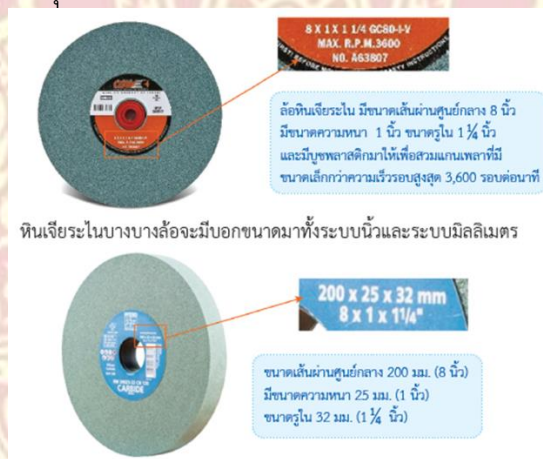 8 X 1 X 1 1/4 GC80-I-V
MAX. R.P.M.3600
NO. A63807
ล้อหินเจียระไน มีขนาดเส้นผ่านศูนย์กลาง 8 นิ้ว
มีขนาดความหนา 1 นิ้ว ขนาดรูใน 1 ¼ นิ้ว
และมีบูชพลาสติกมาให้เพื่อสวมแกนเพลาที่มี
ขนาดเล็กกว่าความเร็วรอบสูงสุด 3,600 รอบต่อนาที
หินเจียระไนบางบางล้อจะมีบอกขนาดมาทั้งระบบนิ้วและระบบมิลลิเมตร
200 x 25 x 32 mm
8 x 1 x 1¼"
CARBIDE
ขนาดเส้นผ่านศูนย์กลาง 200 มม. (8 นิ้ว)
มีขนาดความหนา 25 มม. (1 นิ้ว)
ขนาดรูใน 32 มม. (1 ¼ นิ้ว)